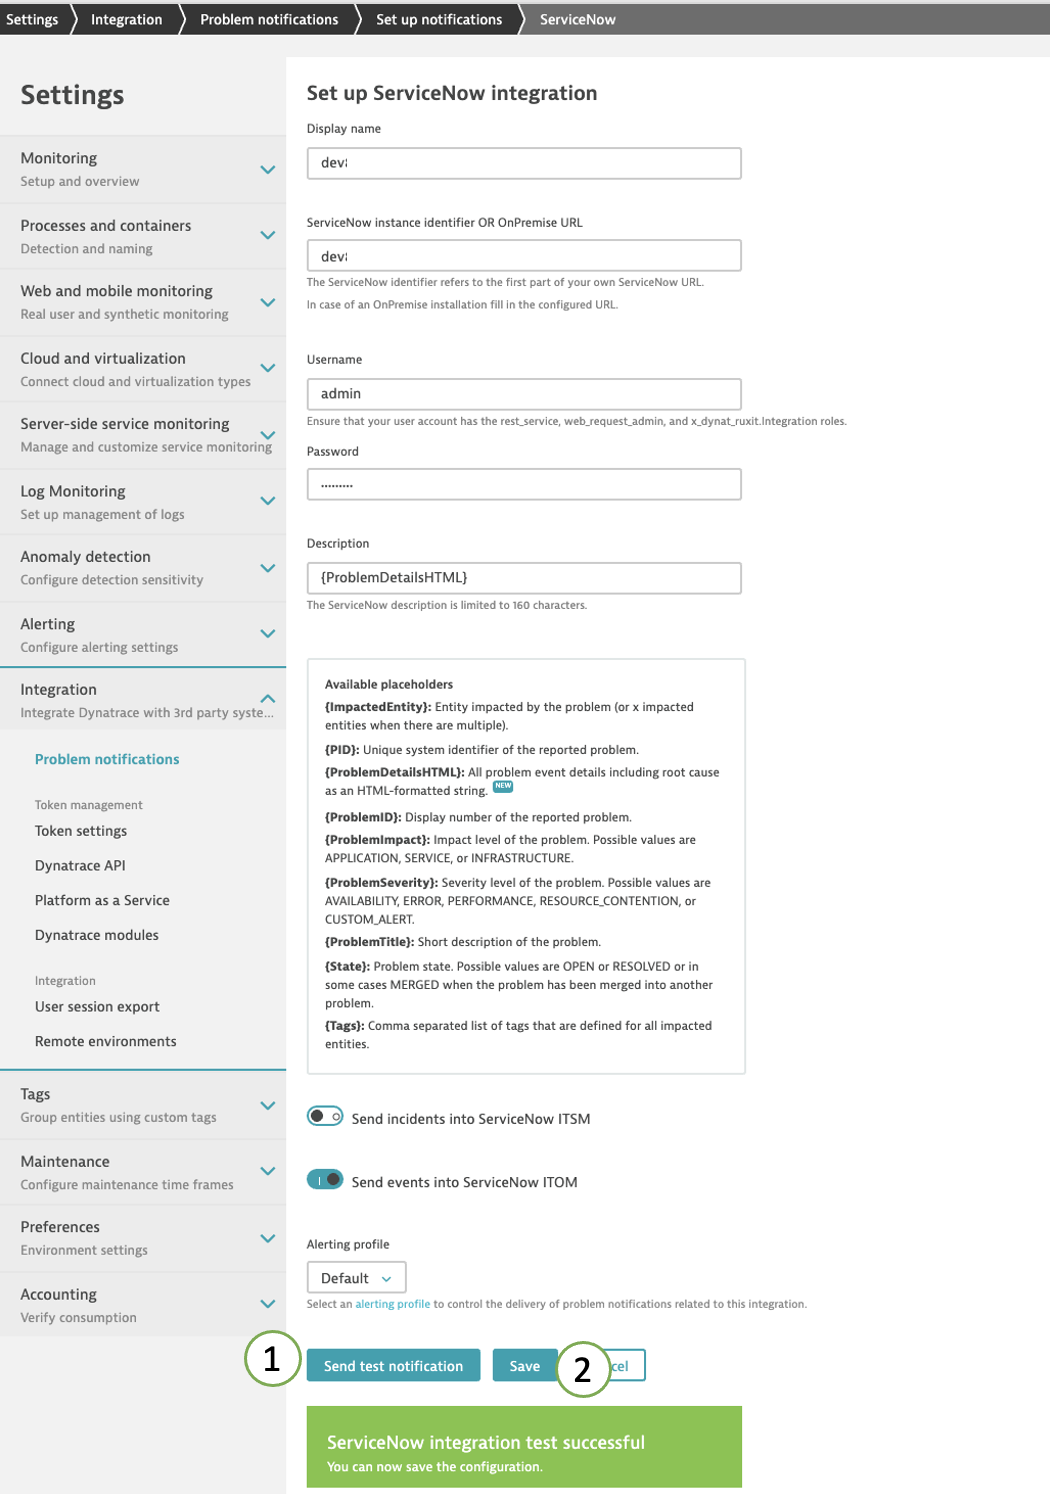 Settings
Integration
Problem notifications
Set up notifications
ServiceNow
Settings
Monitoring
Setup and overview
Processes and containers
Detection and naming
Web and mobile monitoring
Real user and synthetic monitoring
Cloud and virtualization
Connect cloud and virtualization types
Server-side service monitoring
Manage and customize service monitoring
Log Monitoring
Set up management of logs
Anomaly detection
Configure detection sensitivity
Alerting
Configure alerting settings
Integration
Integrate Dynatrace with 3rd party syste...
Problem notifications
Token management
Token settings
Dynatrace API
Platform as a Service
Dynatrace modules
Integration
User session export
Remote environments
Tags
Group entities using custom tags
Maintenance
Configure maintenance time frames
Preferences
Environment settings
Accounting
Verify consumption
Set up ServiceNow integration
Display name
dev
ServiceNow instance identifier OR OnPremise URL
dev
The ServiceNow identifier refers to the first part of your own ServiceNow URL.
In case of an OnPremise installation fill in the configured URL.
Username
admin
Ensure that your user account has the rest_service, web_request_admin, and x_dynat_ruxit.Integration roles.
Password
.........
Description
{ProblemDetailsHTML}
The ServiceNow description is limited to 160 characters.
Available placeholders
{ImpactedEntity}: Entity impacted by the problem (or x impacted
entities when there are multiple).
{PID}: Unique system identifier of the reported problem.
{ProblemDetailsHTML}: All problem event details including root cause
as an HTML-formatted string. NEW
{ProblemID}: Display number of the reported problem.
{ProblemImpact}: Impact level of the problem. Possible values are
APPLICATION, SERVICE, or INFRASTRUCTURE.
{ProblemSeverity}: Severity level of the problem. Possible values are
AVAILABILITY, ERROR, PERFORMANCE, RESOURCE_CONTENTION, or
CUSTOM_ALERT.
{ProblemTitle}: Short description of the problem.
{State}: Problem state. Possible values are OPEN or RESOLVED or in
some cases MERGED when the problem has been merged into another
problem.
{Tags}: Comma separated list of tags that are defined for all impacted
entities.
Send incidents into ServiceNow ITSM
Send events into ServiceNow ITOM
Alerting profile
Default
Select an alerting profile to control the delivery of problem notifications related to this integration.
1
Send test notification
Save
2
cel
ServiceNow integration test successful
You can now save the configuration.